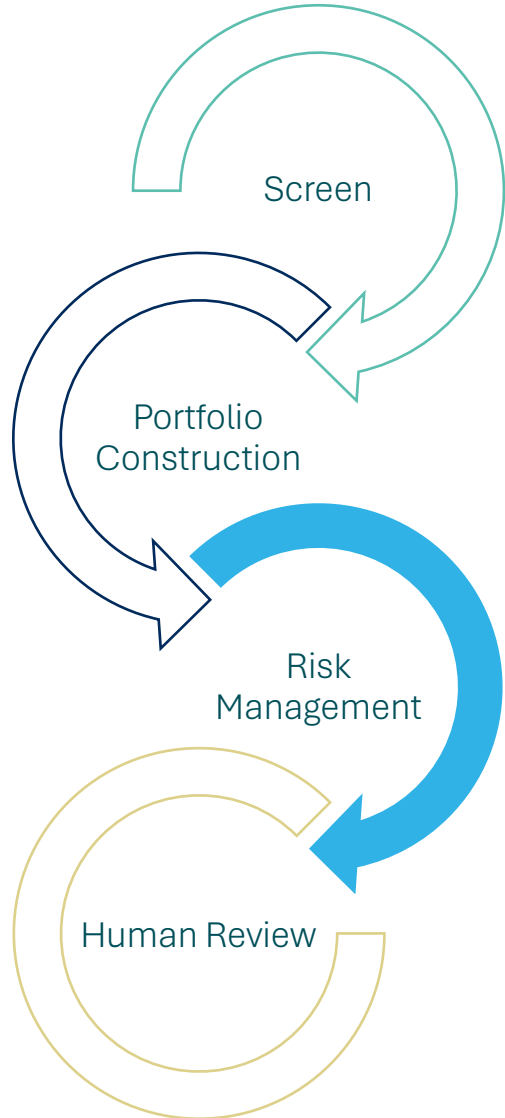 Screen
Portfolio
Construction
Risk
Management
Human Review